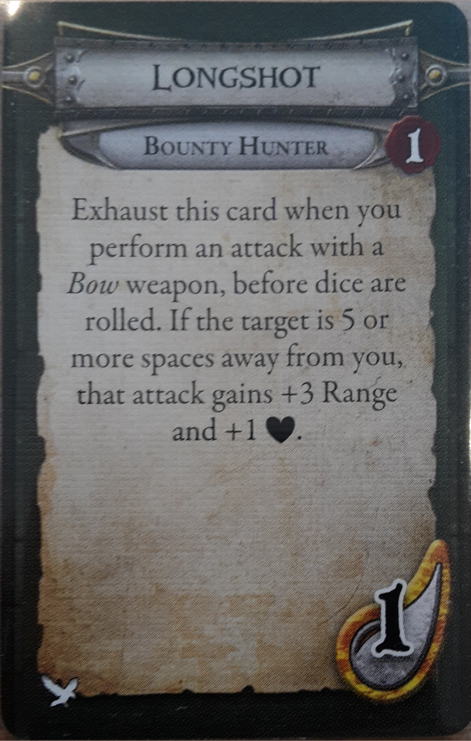 LONGSHOT
BOUNTY HUNTER
1
Exhaust this card when you
perform an attack with a
Bow weapon, before dice are
rolled. If the target is 5 or
more spaces away from you,
that attack gains +3 Range
and +1 ♥.
1